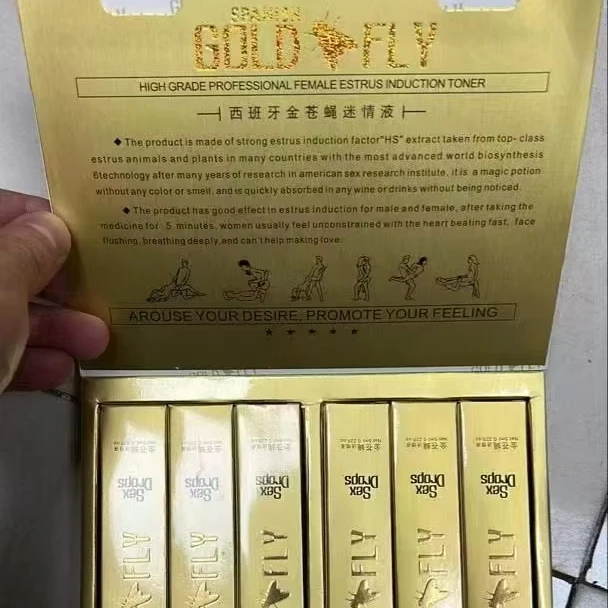 SPANISH
GOLD FLY
HIGH GRADE PROFESSIONAL FEMALE ESTRUS INDUCTION TONER
西班牙金苍蝇迷情液
◆ The product is made of strong estrus induction factor"HS" extract taken from top- class
estrus animals and plants in many countries with the most advanced world biosynthesis
6technology after many years of research in american sex research institute, it is a magic potion
without any color or smell, and is quickly absorbed in any wine or drinks without being noticed.
◆ The product has good effect in estrus induction for male and female, after taking the
medicine for 5 minutes, women usually feel unconstrained with the heart beating fast, face
flushing, breathing deeply, and can't help making love.
AROUSE YOUR DESIRE, PROMOTE YOUR FEELING
★ ★ ★ ★ ★
Sex Drops
Sex Drops
Sex Drops
Sex Drops
Sex Drops
Sex Drops
FLY
FLY
FLY
FLY
FLY
FLY